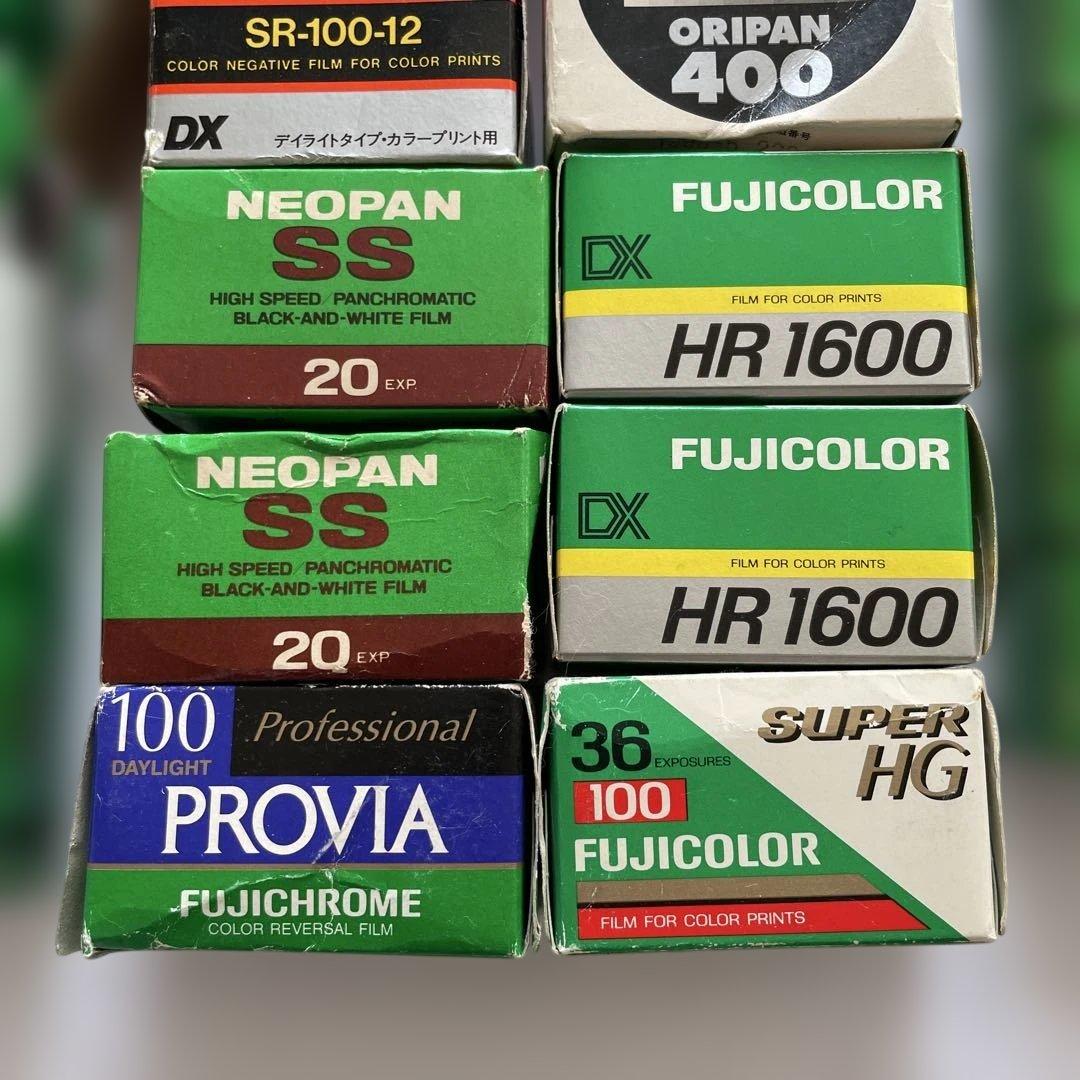 SR-100-12
COLOR NEGATIVE FILM FOR COLOR PRINTS
DX
デイライトタイプ・カラープリント用
ORIPAN
400
番号
NEOPAN
SS
HIGH SPEED PANCHROMATIC
BLACK-AND-WHITE FILM
20 EXP.
FUJICOLOR
DX
FILM FOR COLOR PRINTS
HR 1600
NEOPAN
SS
HIGH SPEED PANCHROMATIC
BLACK-AND-WHITE FILM
20 EXP.
FUJICOLOR
DX
FILM FOR COLOR PRINTS
HR 1600
100
DAYLIGHT
Professional
PROVIA
FUJICHROME
COLOR REVERSAL FILM
SUPER
HG
36 EXPOSURES
100
FUJICOLOR
FILM FOR COLOR PRINTS